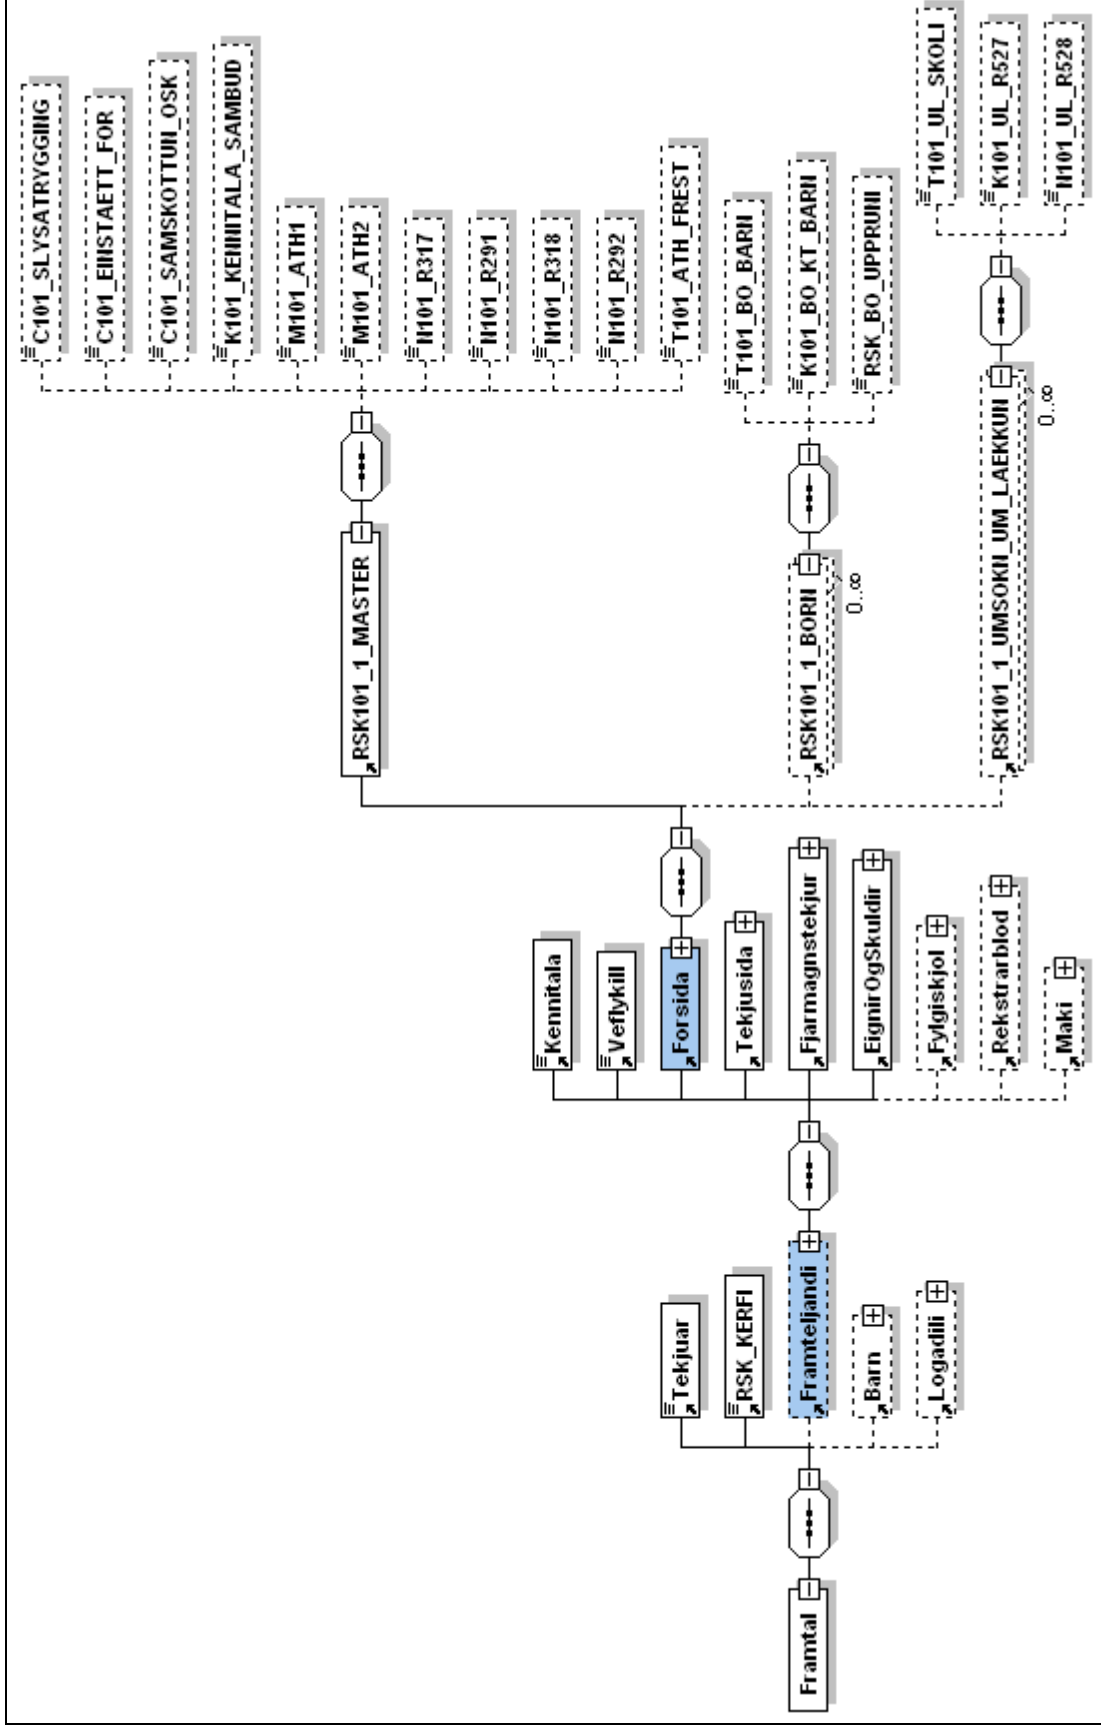 Framtal
Tekjuar
RSK_KERFI
Framteljandi
Barn
Logadili
Kennitala
Veflykill
Forsida
Tekjusida
Fjarmagnstekjur
EignirOgSkuldir
Fylgiskjol
Rekstrarblod
Maki
RSK101_1_MASTER
C101_SLYSATRYGGING
C101_EINSTAETT_FOR
C101_SAMSKOTTUN_OSK
K101_KENNITALA_SAMBUD
M101_ATH1
M101_ATH2
N101_R317
N101_R291
N101_R318
N101_R292
T101_ATH_FREST
RSK101_1_BORN
0..∞
T101_BO_BARN
K101_BO_KT_BARN
RSK_BO_UPPRUNI
RSK101_1_UMSOKN_UM_LAEKKUN
0..∞
T101_UL_SKOLI
K101_UL_R527
N101_UL_R528